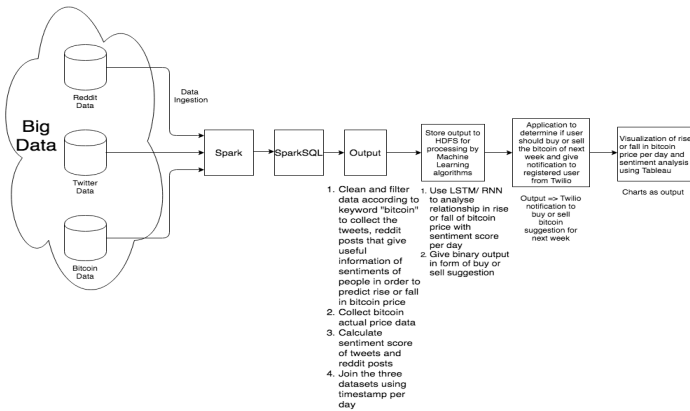 Big
Data
Reddit
Data
Twitter
Data
Bitcoin
Data
Data
Ingestion
Spark
SparkSQL
Output
1. Clean and filter
data according to
keyword "bitcoin"
to collect the
tweets, reddit
posts that give
useful
information of
sentiments of
people in order to
predict rise or fall
in bitcoin price
2. Collect bitcoin
actual price data
3. Calculate
sentiment score
of tweets and
reddit posts
4. Join the three
datasets using
timestamp per
day
Store output to
HDFS for
processing by
Machine
Learning
algorithms
1. Use LSTM/ RNN
to analyse
relationship in rise
or fall of bitcoin
price with
sentiment score
per day
2. Give binary output
in form of buy or
sell suggestion
Application to
determine if user
should buy or sell
the bitcoin of next
week and give
notification to
registered user
from Twilio
Output => Twilio
notification to
buy or sell
bitcoin
suggestion for
next week
Visualization of rise
or fall in bitcoin
price per day and
sentiment analysis
using Tableau
Charts as output